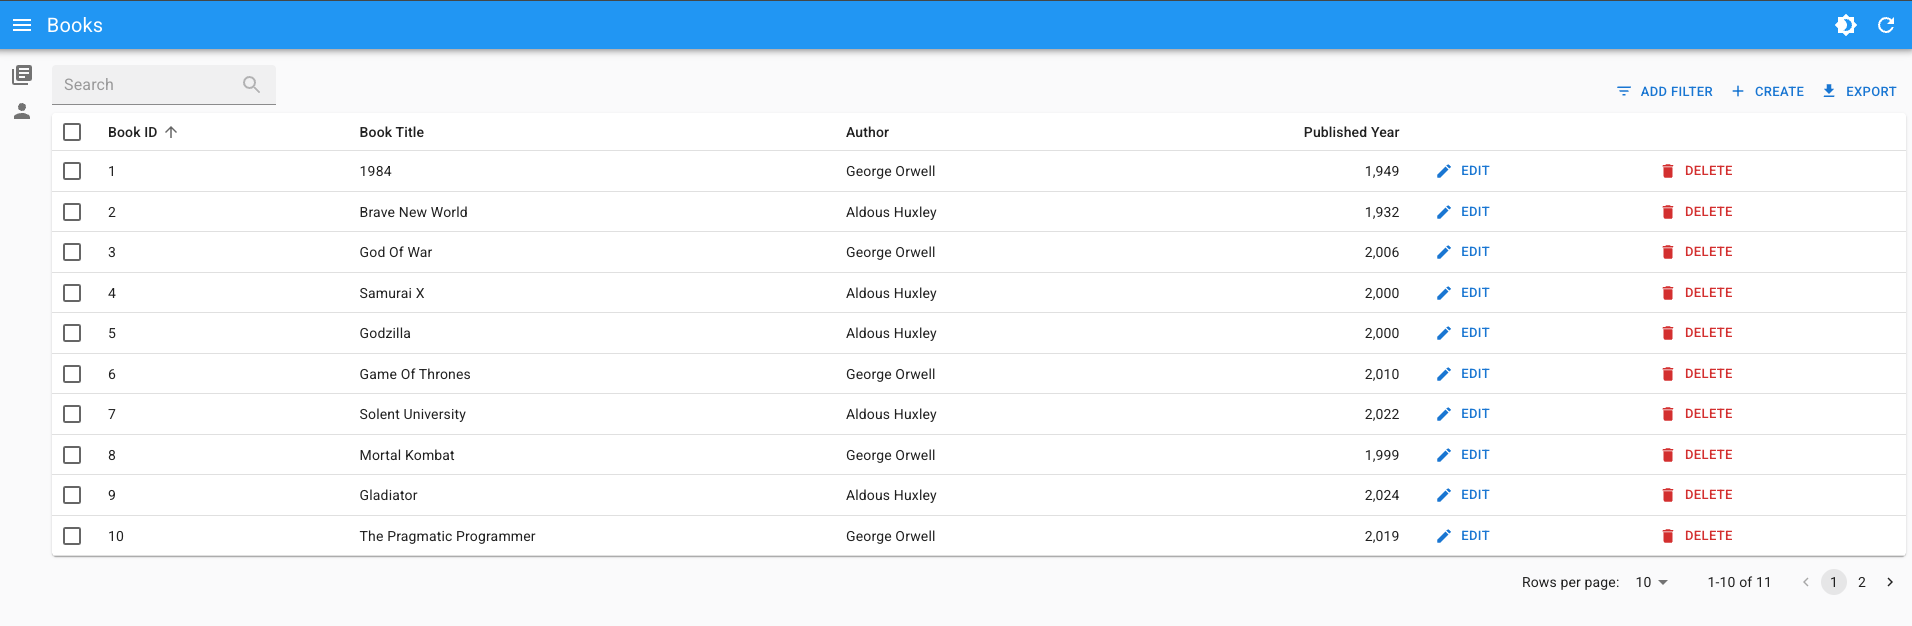 Books
Search
ADD FILTER CREATE EXPORT
Book ID Book Title Author Published Year
1 1984 George Orwell 1,949 EDIT DELETE
2 Brave New World Aldous Huxley 1,932 EDIT DELETE
3 God Of War George Orwell 2,006 EDIT DELETE
4 Samurai X Aldous Huxley 2,000 EDIT DELETE
5 Godzilla Aldous Huxley 2,000 EDIT DELETE
6 Game Of Thrones George Orwell 2,010 EDIT DELETE
7 Solent University Aldous Huxley 2,022 EDIT DELETE
8 Mortal Kombat George Orwell 1,999 EDIT DELETE
9 Gladiator Aldous Huxley 2,024 EDIT DELETE
10 The Pragmatic Programmer George Orwell 2,019 EDIT DELETE
Rows per page: 10 1-10 of 11 1 2